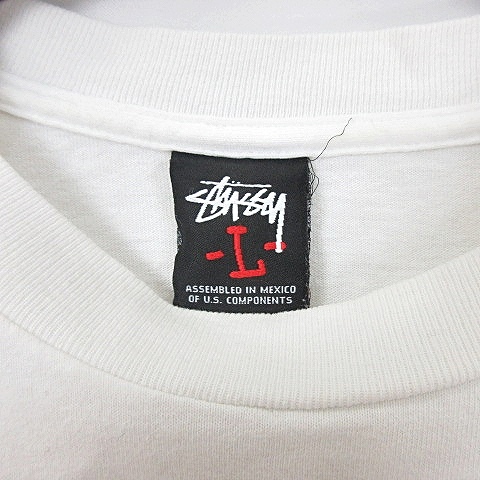 STÜSSY
-L-
ASSEMBLED IN MEXICO
OF U.S. COMPONENTS